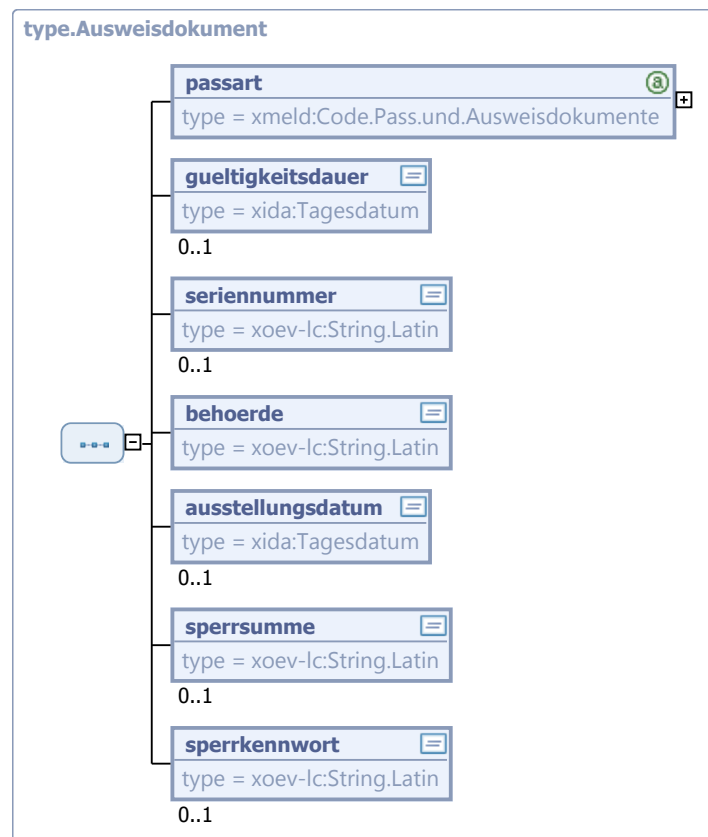 type.Ausweisdokument
passart
type = xmeld:Code.Pass.und.Ausweisdokumente
gueltigkeitsdauer
type = xida:Tagesdatum
0..1
seriennummer
type = xoev-lc:String.Latin
0..1
behoerde
type = xoev-lc:String.Latin
ausstellungsdatum
type = xida:Tagesdatum
0..1
sperrsumme
type = xoev-lc:String.Latin
0..1
sperrkennwort
type = xoev-lc:String.Latin
0..1